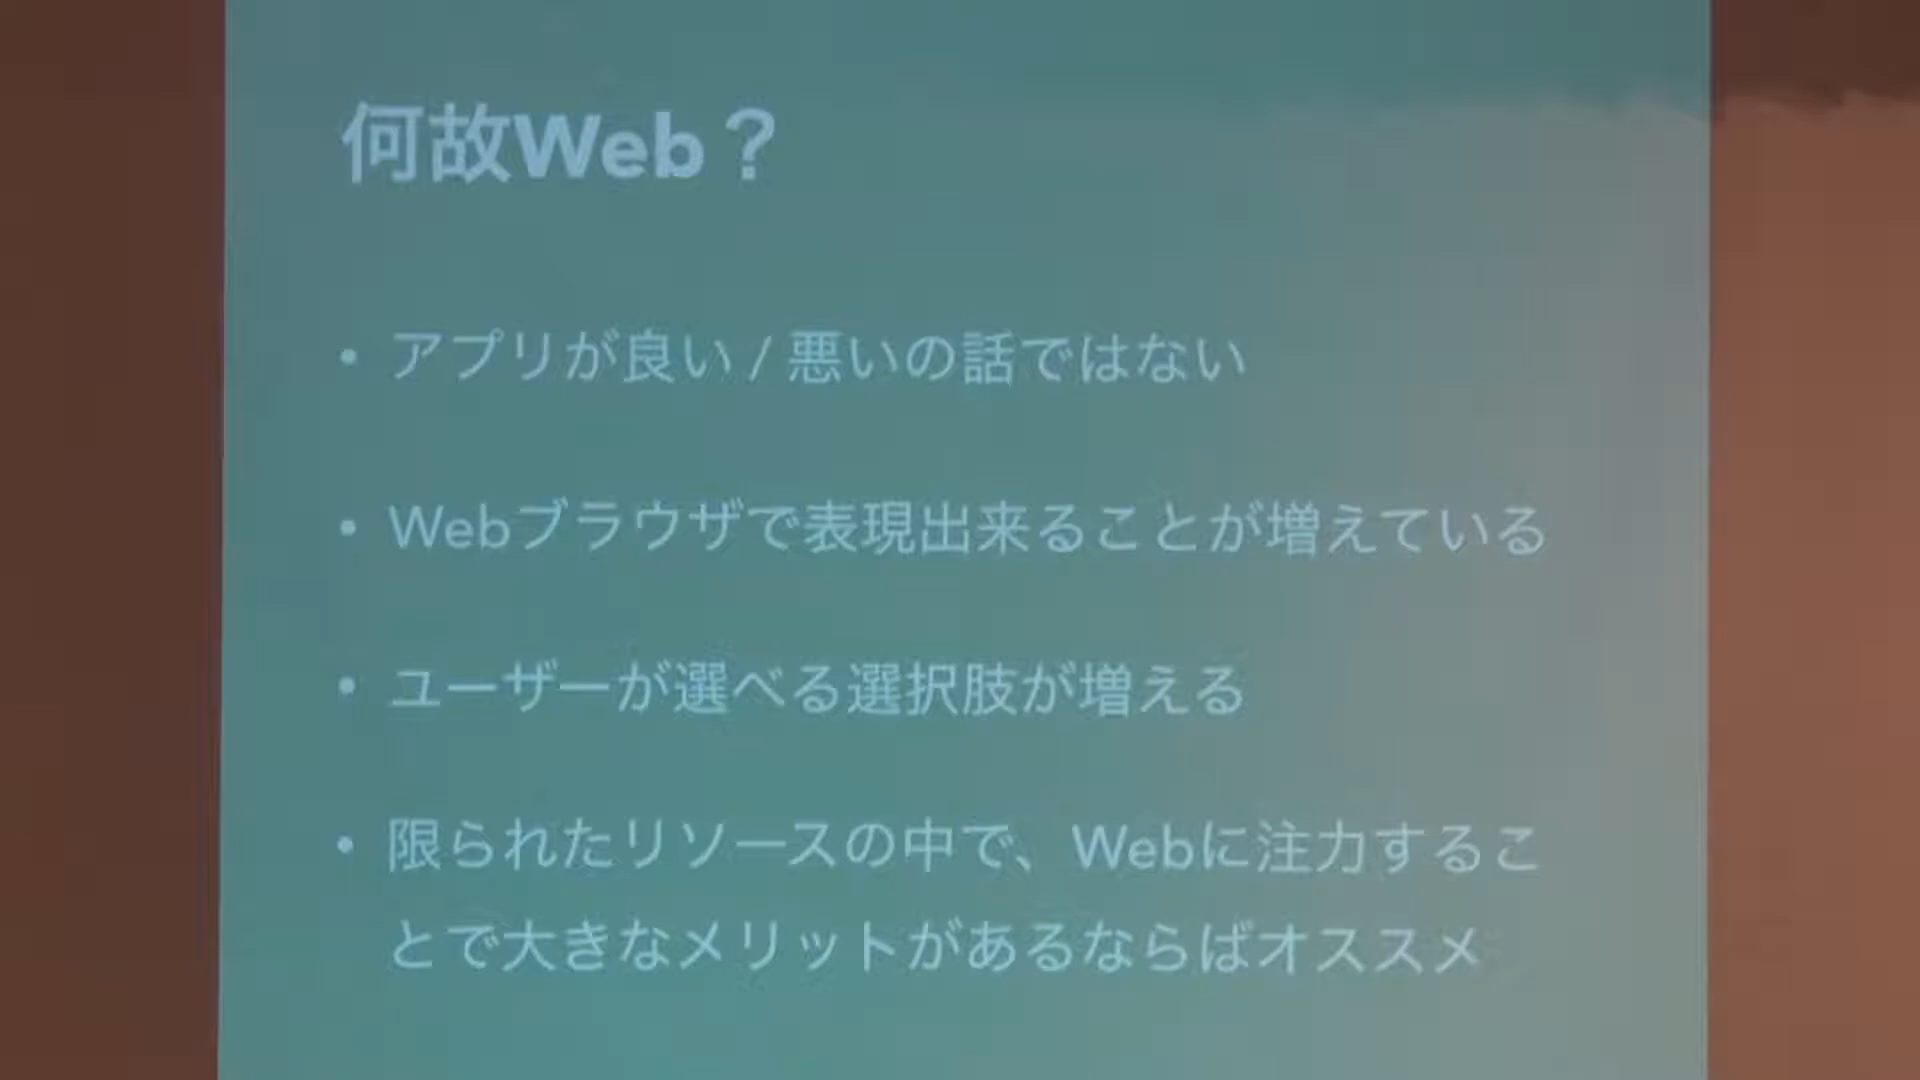 何故Web？
• アプリが良い / 悪いの話ではない
• Webブラウザで表現出来ることが増えている
• ユーザーが選べる選択肢が増える
• 限られたリソースの中で、Webに注力するこ
とで大きなメリットがあるならばオススメ